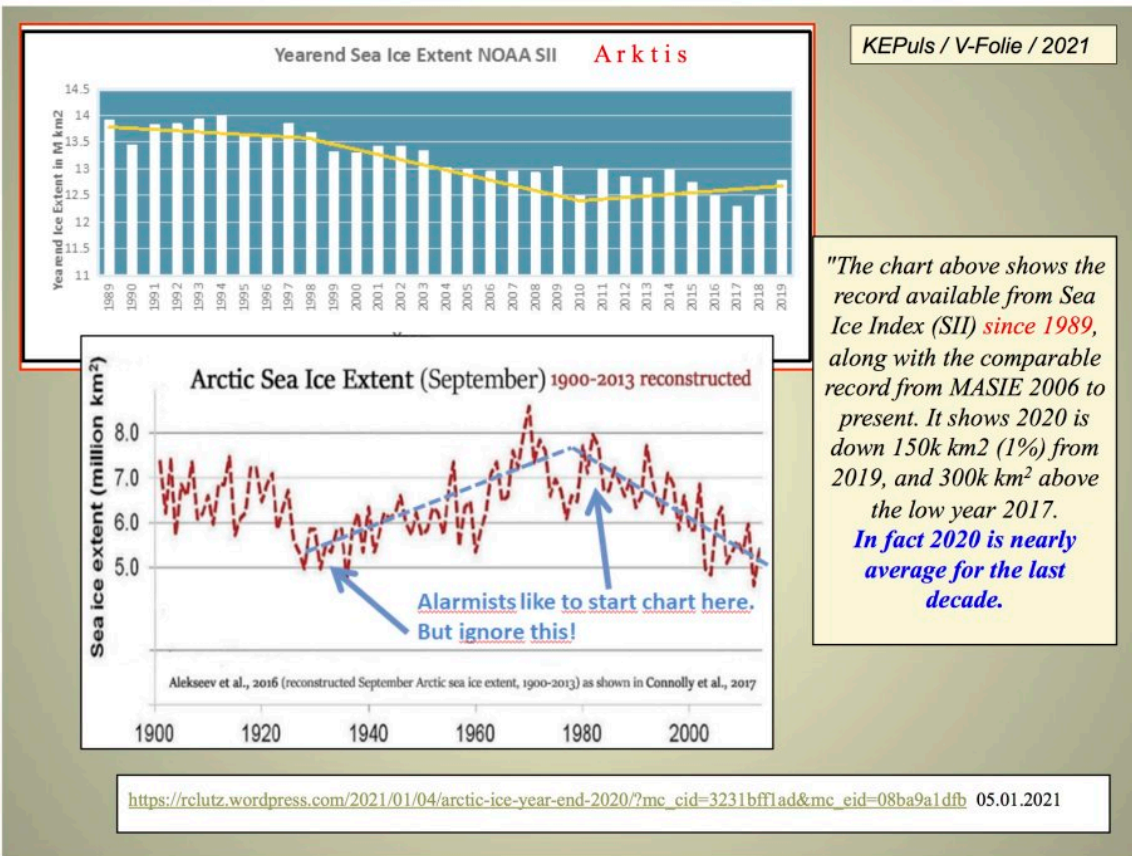 KEPuls / V-Folie / 2021
Yearend Sea Ice Extent NOAA SII
Arktis
Yearend Ice Extent in M km2
14.5
14
13.5
13
12.5
12
11.5
11
1989
1990
1991
1992
1993
1994
1995
1996
1997
1998
1999
2000
2001
2002
2003
2004
2005
2006
2007
2008
2009
2010
2011
2012
2013
2014
2015
2016
2017
2018
2019
"The chart above shows the
record available from Sea
Ice Index (SII) since 1989,
along with the comparable
record from MASIE 2006 to
present. It shows 2020 is
down 150k km2 (1%) from
2019, and 300k km² above
the low year 2017.
In fact 2020 is nearly
average for the last
decade.
Arctic Sea Ice Extent (September) 1900-2013 reconstructed
Sea ice extent (million km²)
8.0
7.0
6.0
5.0
Alarmists like to start chart here.
But ignore this!
Alekseev et al., 2016 (reconstructed September Arctic sea ice extent, 1900-2013) as shown in Connolly et al., 2017
1900
1920
1940
1960
1980
2000
https://rclutz.wordpress.com/2021/01/04/arctic-ice-year-end-2020/?mc_cid=3231bff1ad&mc_eid=08ba9a1dfb 05.01.2021